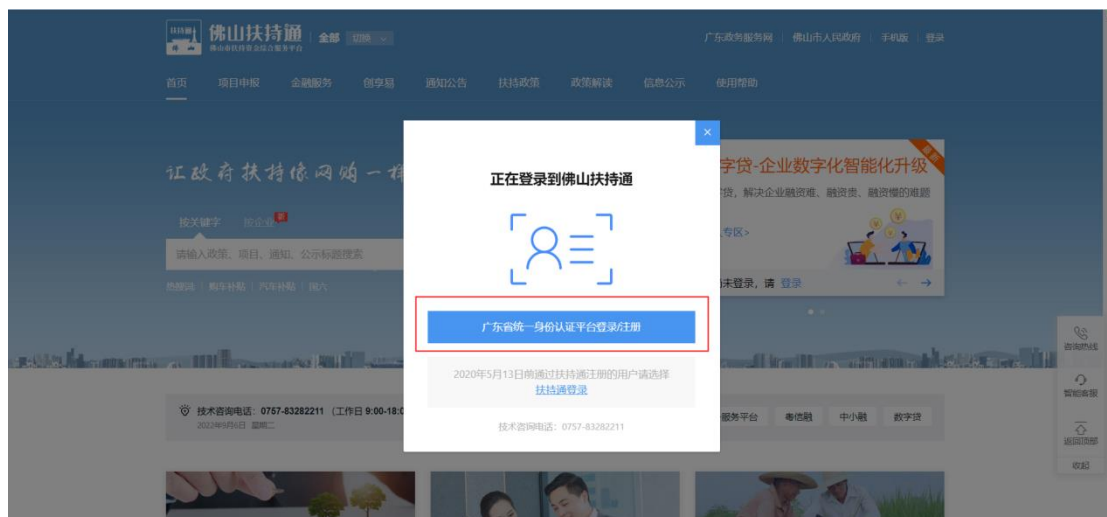 佛山扶持通 全部 切换
佛山市扶持资金综合服务平台
广东政务服务网 佛山市人民政府 手机版 登录
首页 项目申报 金融服务 创享易 通知公告 扶持政策 政策解读 信息公示 使用帮助
让政府扶持像网购一样
字贷-企业数字化智能化升级
贷，解决企业融资难、融资贵、融资慢的难题
正在登录到佛山扶持通
按关键字 按企业
专区>
请输入政策、项目、通知、公示标题搜索
未登录，请 登录
热搜词 购车补贴 汽车补贴
广东省统一身份认证平台登录/注册
2020年5月13日前通过扶持通注册的用户请选择
扶持通登录
技术咨询电话：0757-83282211
技术咨询电话：0757-83282211 （工作日 9:00-18:0
2022年9月6日 星期二
服务平台 粤信融 中小融 数字贷
咨询热线
智能客服
返回顶部
收起